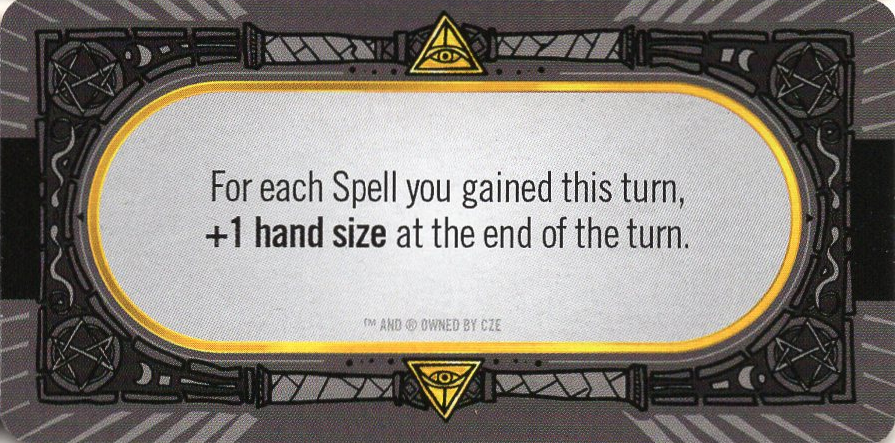 For each Spell you gained this turn,
+1 hand size at the end of the turn.
™ AND ® OWNED BY CZE